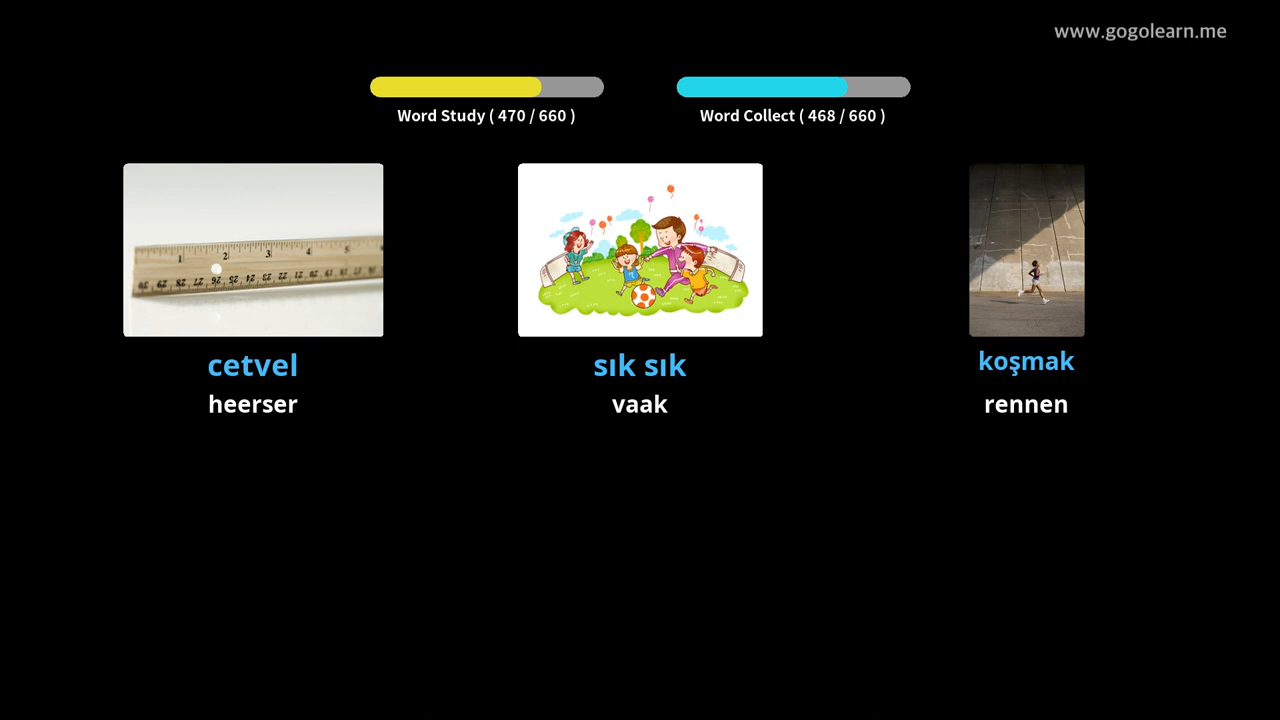 www.gogolearn.me
Word Study ( 470 / 660 )
Word Collect ( 468 / 660 )
cetvel
heerser
sık sık
vaak
koşmak
rennen